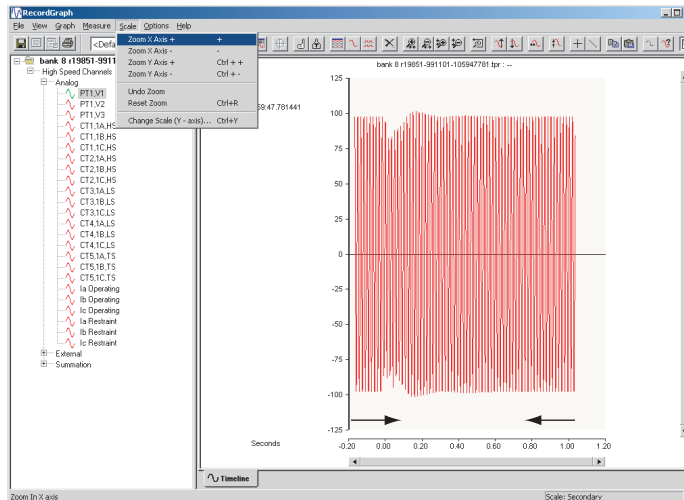 RecordGraph
File View Graph Measure Scale Options Help
<Defa
Zoom X Axis + +
Zoom X Axis - -
Zoom Y Axis + Ctrl + +
Zoom Y Axis - Ctrl + -
Undo Zoom
Reset Zoom Ctrl+R
Change Scale (Y - axis)... Ctrl+Y
bank 8 r19851-9911
High Speed Channels
Analog
PT1,V1
PT1,V2
PT1,V3
CT1,1A,HS
CT1,1B,HS
CT1,1C,HS
CT2,1A,HS
CT2,1B,HS
CT2,1C,HS
CT3,1A,LS
CT3,1B,LS
CT3,1C,LS
CT4,1A,LS
CT4,1B,LS
CT4,1C,LS
CT5,1A,TS
CT5,1B,TS
CT5,1C,TS
Ia Operating
Ib Operating
Ic Operating
Ia Restraint
Ib Restraint
Ic Restraint
External
Summation
bank 8 r19851-991101-105947781.tpr : --
59:47.781441
125
100
75
50
25
0
-25
-50
-75
-100
-125
Seconds
-0.20 0.00 0.20 0.40 0.60 0.80 1.00 1.20
Timeline
Zoom In X axis
Scale: Secondary